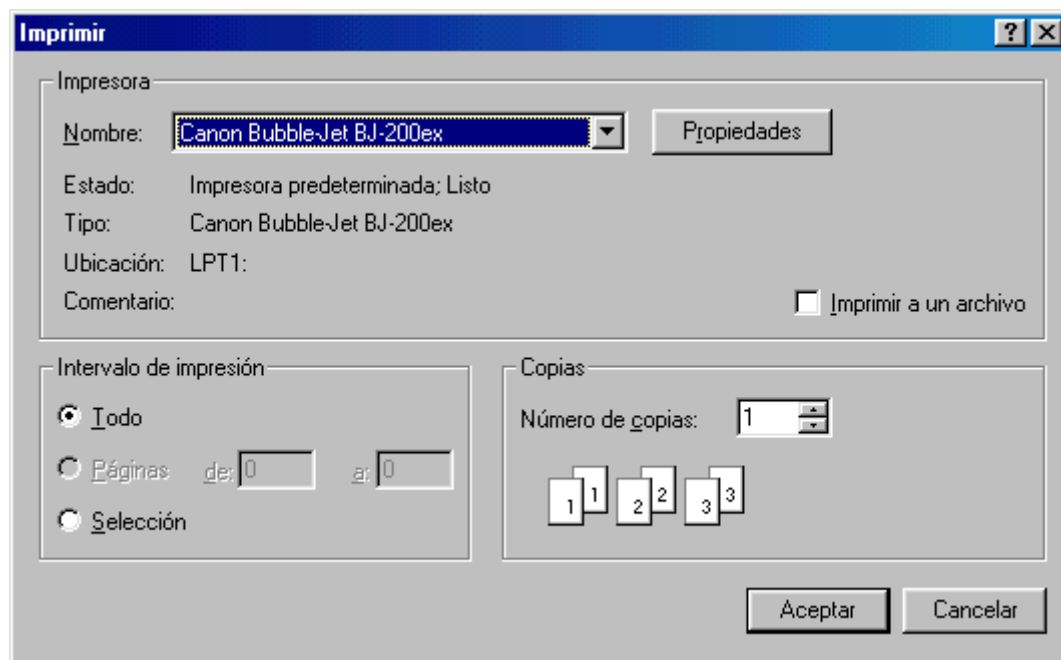 Imprimir
Impresora
Nombre: Canon Bubble-Jet BJ-200ex Propiedades
Estado: Impresora predeterminada; Listo
Tipo: Canon Bubble-Jet BJ-200ex
Ubicación: LPT1:
Comentario: Imprimir a un archivo
Intervalo de impresión
Todo
Páginas de: 0 a: 0
Selección
Copias
Número de copias: 1
1 1 2 2 3 3
Aceptar Cancelar